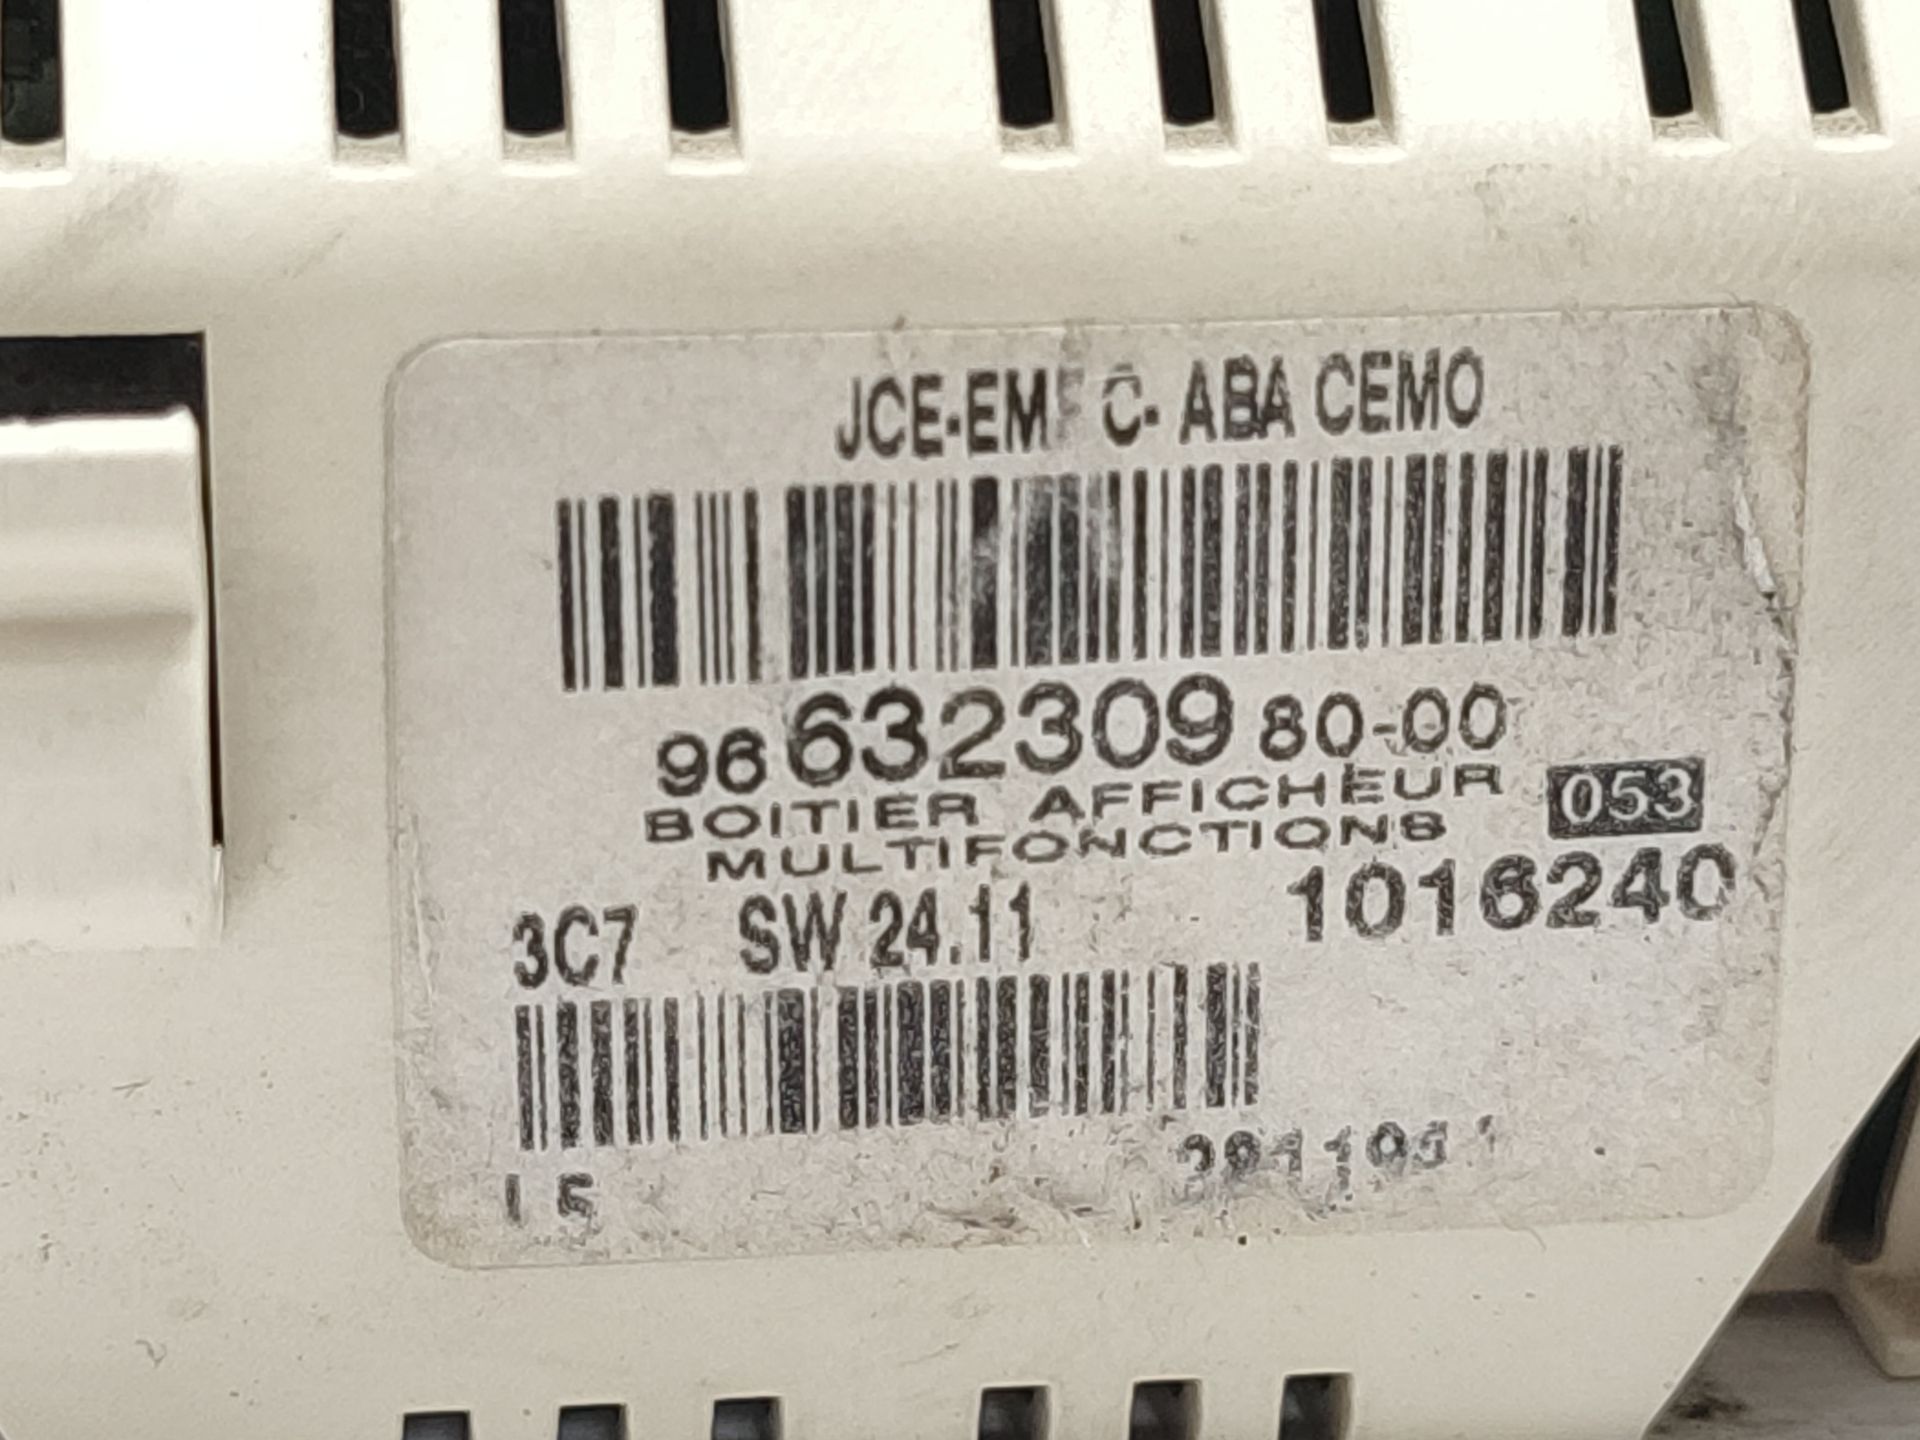 JCE-EMF C- ABA CEMO
96 632309 80-00
BOITIER AFFICHEUR
MULTIFONCTIONS
053
1016240
3C7 SW 24.11